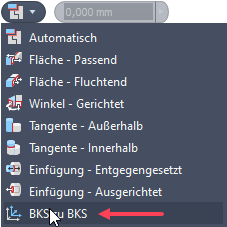 0,000 mm
Automatisch
Fläche - Passend
Fläche - Fluchtend
Winkel - Gerichtet
Tangente - Außerhalb
Tangente - Innerhalb
Einfügung - Entgegengesetzt
Einfügung - Ausgerichtet
BKS zu BKS